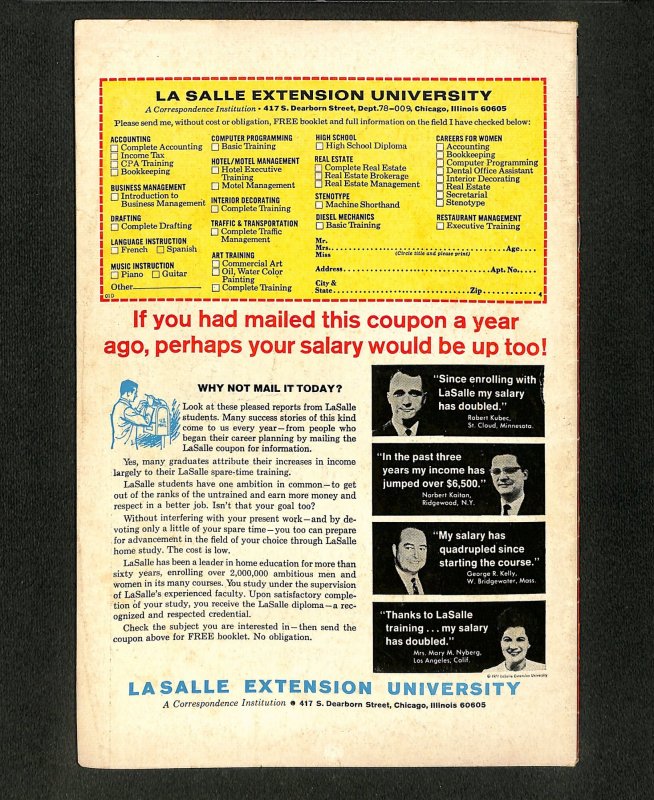 LA SALLE EXTENSION UNIVERSITY
A Correspondence Institution • 417 S. Dearborn Street, Dept.78-009, Chicago, Illinois 60605
Please send me, without cost or obligation, FREE booklet and full information on the field I have checked below:
ACCOUNTING
Complete Accounting
Income Tax
CPA Training
Bookkeeping
BUSINESS MANAGEMENT
Introduction to
Business Management
DRAFTING
Complete Drafting
LANGUAGE INSTRUCTION
French Spanish
MUSIC INSTRUCTION
Piano Guitar
Other
01D
COMPUTER PROGRAMMING
Basic Training
HOTEL/MOTEL MANAGEMENT
Hotel Executive
Training
Motel Management
INTERIOR DECORATING
Complete Training
TRAFFIC & TRANSPORTATION
Complete Traffic
Management
ART TRAINING
Commercial Art
Oil, Water Color
Painting
Complete Training
HIGH SCHOOL
High School Diploma
REAL ESTATE
Complete Real Estate
Real Estate Brokerage
Real Estate Management
STENOTYPE
Machine Shorthand
DIESEL MECHANICS
Basic Training
CAREERS FOR WOMEN
Accounting
Bookkeeping
Computer Programming
Dental Office Assistant
Interior Decorating
Real Estate
Secretarial
Stenotype
RESTAURANT MANAGEMENT
Executive Training
Mr.
Mrs. Age
Miss (Circle title and please print)
Address Apt. No.
City &
State Zip 4
If you had mailed this coupon a year
ago, perhaps your salary would be up too!
WHY NOT MAIL IT TODAY?
Look at these pleased reports from LaSalle
students. Many success stories of this kind
come to us every year—from people who
began their career planning by mailing the
LaSalle coupon for information.
Yes, many graduates attribute their increases in income
largely to their LaSalle spare-time training.
LaSalle students have one ambition in common—to get
out of the ranks of the untrained and earn more money and
respect in a better job. Isn't that your goal too?
Without interfering with your present work—and by de-
voting only a little of your spare time—you too can prepare
for advancement in the field of your choice through LaSalle
home study. The cost is low.
LaSalle has been a leader in home education for more than
sixty years, enrolling over 2,000,000 ambitious men and
women in its many courses. You study under the supervision
of LaSalle's experienced faculty. Upon satisfactory comple-
tion of your study, you receive the LaSalle diploma—a rec-
ognized and respected credential.
Check the subject you are interested in—then send the
coupon above for FREE booklet. No obligation.
"Since enrolling with
LaSalle my salary
has doubled."
Robert Kubec,
St. Cloud, Minnesota.
"In the past three
years my income has
jumped over $6,500."
Norbert Kaitan,
Ridgewood, N.Y.
"My salary has
quadrupled since
starting the course."
George R. Kelly,
W. Bridgewater, Mass.
"Thanks to LaSalle
training... my salary
has doubled."
Mrs. Mary M. Nyberg,
Los Angeles, Calif.
© 1971 LaSalle Extension University
LA SALLE EXTENSION UNIVERSITY
A Correspondence Institution • 417 S. Dearborn Street, Chicago, Illinois 60605